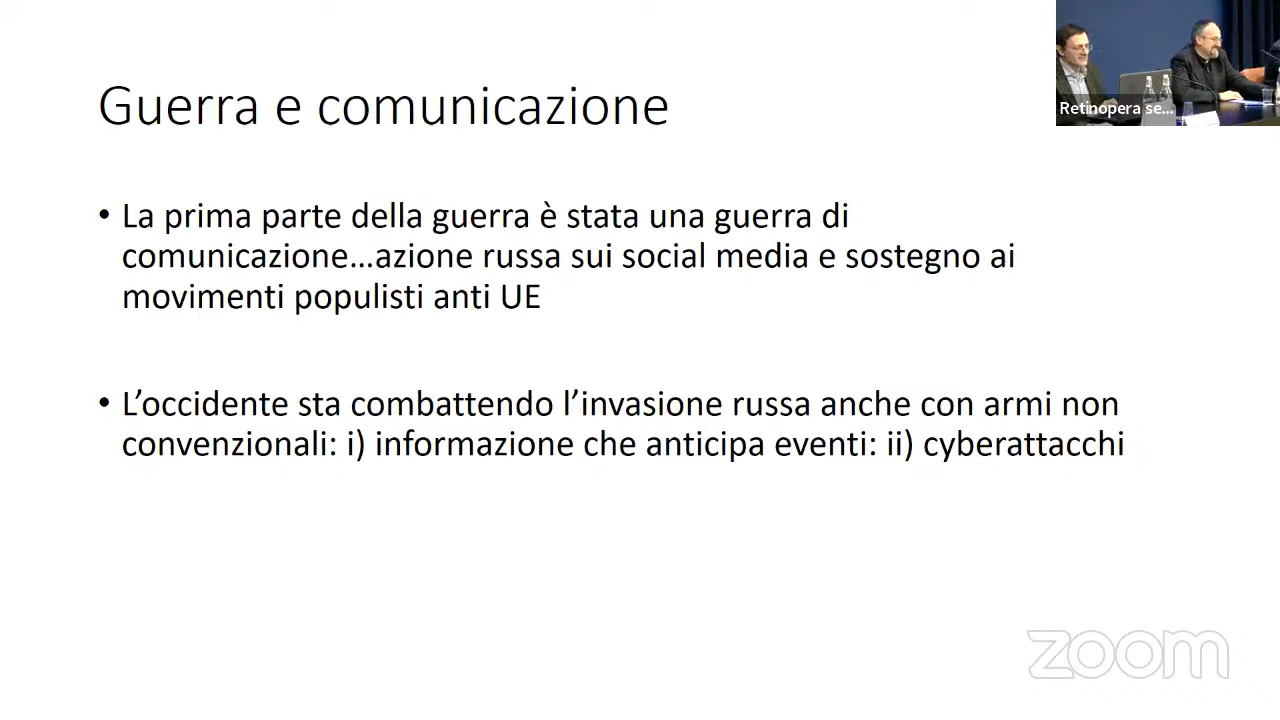 Guerra e comunicazione
Retinopera se...
• La prima parte della guerra è stata una guerra di
comunicazione...azione russa sui social media e sostegno ai
movimenti populisti anti UE
• L'occidente sta combattendo l'invasione russa anche con armi non
convenzionali: i) informazione che anticipa eventi: ii) cyberattacchi
zoom